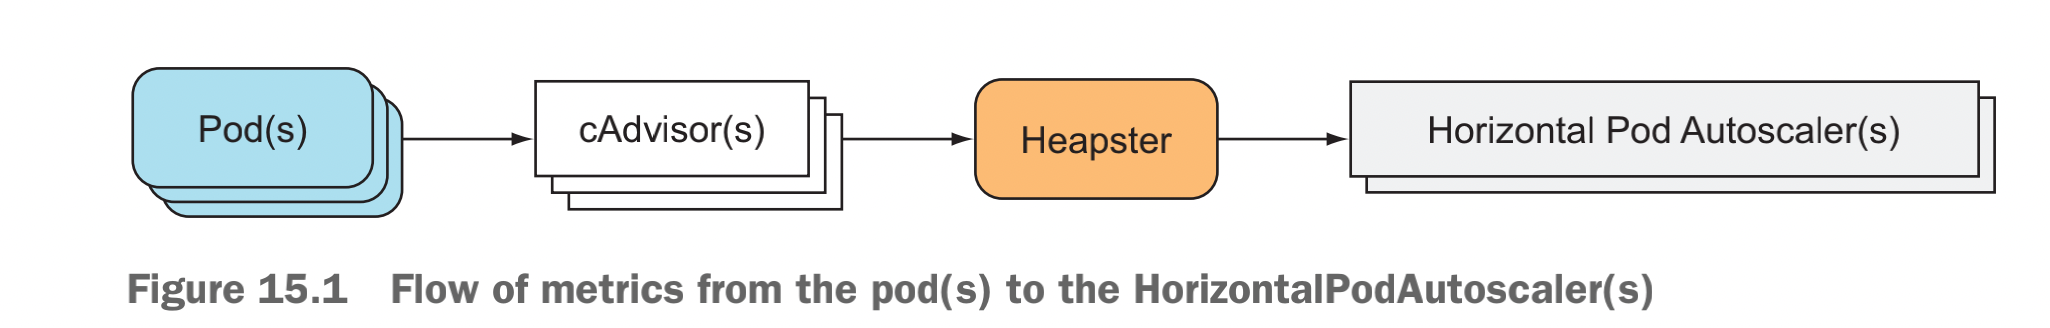 Pod(s)
cAdvisor(s)
Heapster
Horizontal Pod Autoscaler(s)
Figure 15.1 Flow of metrics from the pod(s) to the HorizontalPodAutoscaler(s)